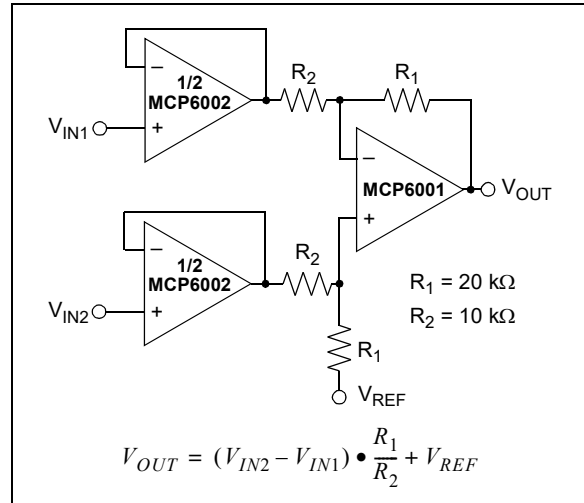 1/2
MCP6002
−
+
V_IN1
R_2
R_1
−
+
MCP6001
V_OUT
1/2
MCP6002
−
+
V_IN2
R_2
R_1
V_REF
R_1 = 20 kΩ
R_2 = 10 kΩ
V_OUT = (V_IN2 – V_IN1) • R_1/R_2 + V_REF